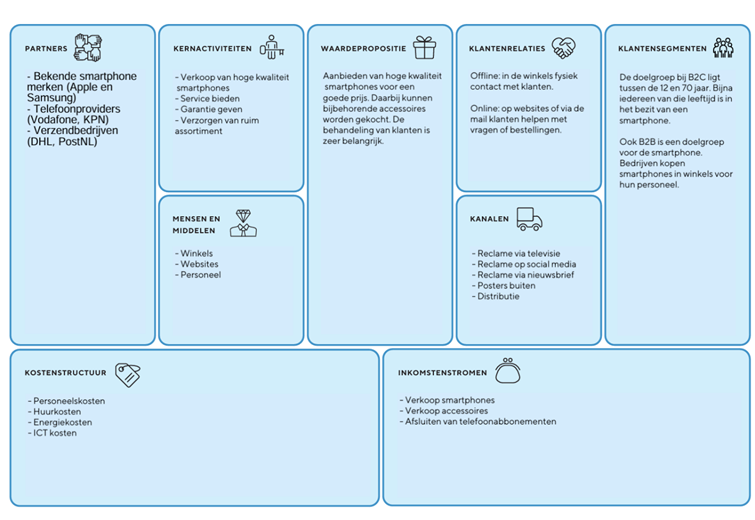 PARTNERS
- Bekende smartphone
merken (Apple en
Samsung)
- Telefoonproviders
(Vodafone, KPN)
- Verzendbedrijven
(DHL, PostNL)
KERNACTIVITEITEN
- Verkoop van hoge kwaliteit
smartphones
- Service bieden
- Garantie geven
- Verzorgen van ruim
assortiment
MENSEN EN
MIDDELEN
- Winkels
- Websites
- Personeel
WAARDEPROPOSITIE
Aanbieden van hoge kwaliteit
smartphones voor een
goede prijs. Daarbij kunnen
bijbehorende accessoires
worden gekocht. De
behandeling van klanten is
zeer belangrijk.
KLANTENRELATIES
Offline: in de winkels fysiek
contact met klanten.
Online: op websites of via de
mail klanten helpen met
vragen of bestellingen.
KANALEN
- Reclame via televisie
- Reclame op social media
- Reclame via nieuwsbrief
- Posters buiten
- Distributie
KLANTENSEGMENTEN
De doelgroep bij B2C ligt
tussen de 12 en 70 jaar. Bijna
iedereen van die leeftijd is in
het bezit van een
smartphone.
Ook B2B is een doelgroep
voor de smartphone.
Bedrijven kopen
smartphones in winkels voor
hun personeel.
KOSTENSTRUCTUUR
- Personeelskosten
- Huurkosten
- Energiekosten
- ICT kosten
INKOMSTENSTROMEN
- Verkoop smartphones
- Verkoop accessoires
- Afsluiten van telefoonabbonementen